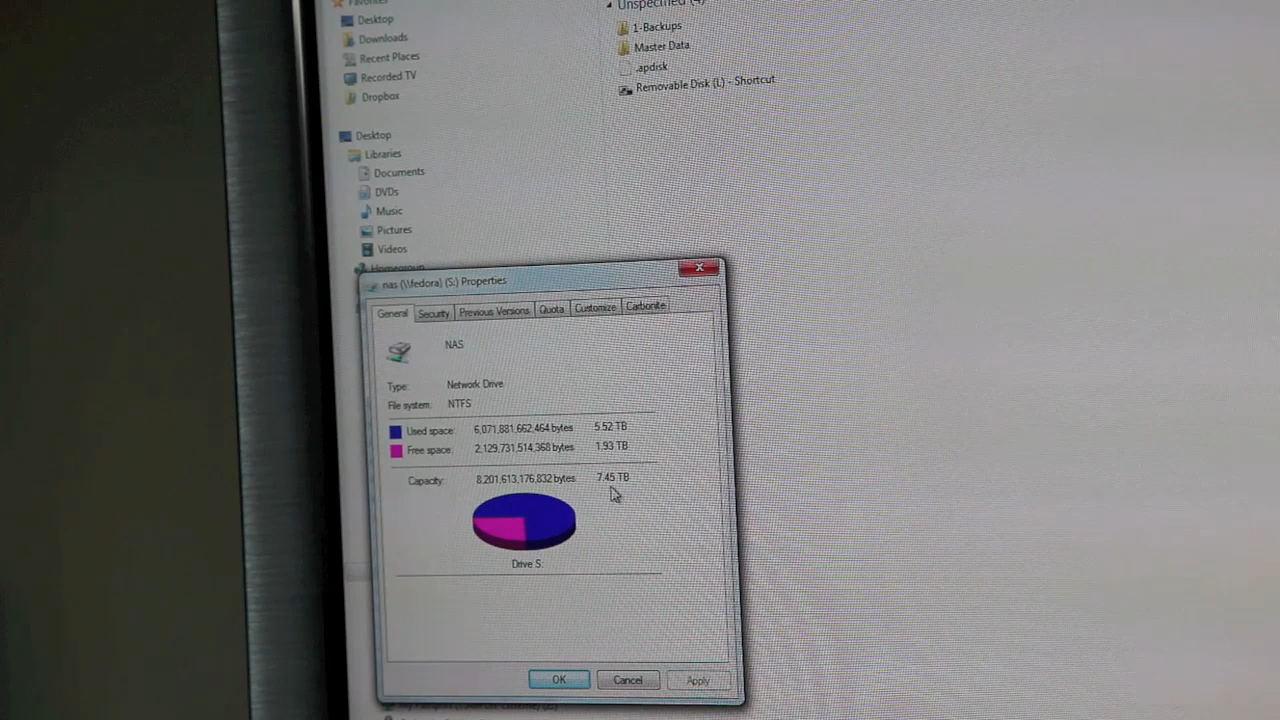 Favorites
Desktop
Downloads
Recent Places
Recorded TV
Dropbox
Desktop
Libraries
Documents
DVDs
Music
Pictures
Videos
Homegroup
Unspecified (4)
1-Backups
Master Data
.apdisk
Removable Disk (L) - Shortcut
nas (\\fedora) (S:) Properties
General Security Previous Versions Quota Customize Carbonite
NAS
Type: Network Drive
File system: NTFS
Used space: 6,071,881,662,464 bytes 5.52 TB
Free space: 2,129,731,514,368 bytes 1.93 TB
Capacity: 8,201,613,176,832 bytes 7.45 TB
Drive S:
OK Cancel Apply